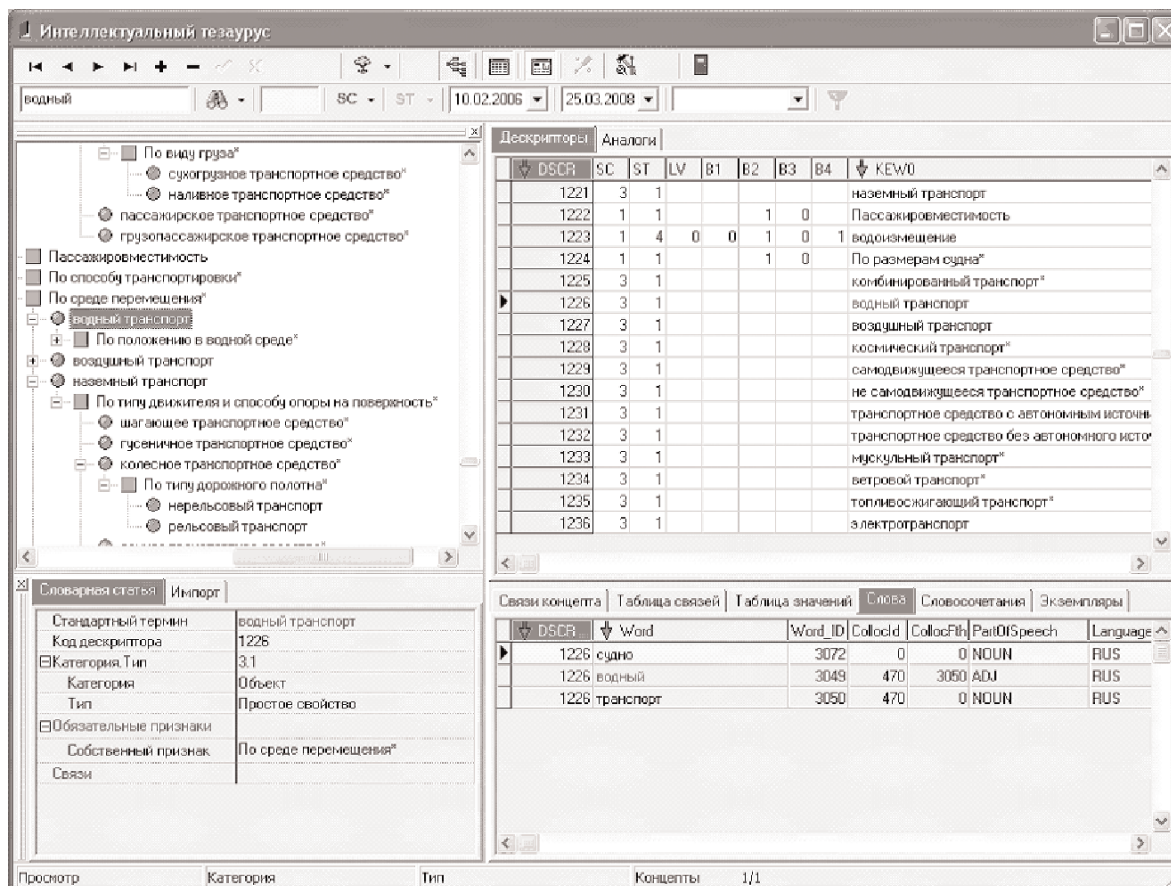 Интеллектуальный тезаурус
водный SC ST 10.02.2006 25.03.2008
По виду груза*
сухогрузное транспортное средство*
наливное транспортное средство*
пассажирское транспортное средство*
грузопассажирское транспортное средство*
Пассажировместимость
По способу транспортировки*
По среде перемещения*
водный транспорт
По положению в водной среде*
воздушный транспорт
наземный транспорт
По типу движителя и способу опоры на поверхность*
шагающее транспортное средство*
гусеничное транспортное средство*
колесное транспортное средство*
По типу дорожного полотна*
нерельсовый транспорт
рельсовый транспорт
Дескрипторы Аналоги
DSCR SC ST LV B1 B2 B3 B4 KEW0
1221 3 1 наземный транспорт
1222 1 1 1 0 Пассажировместимость
1223 1 4 0 0 1 0 1 водоизмещение
1224 1 1 1 0 По размерам судна*
1225 3 1 комбинированный транспорт*
1226 3 1 водный транспорт
1227 3 1 воздушный транспорт
1228 3 1 космический транспорт*
1229 3 1 самодвижущееся транспортное средство*
1230 3 1 не самодвижущееся транспортное средство*
1231 3 1 транспортное средство с автономным источни
1232 3 1 транспортное средство без автономного исто
1233 3 1 мускульный транспорт*
1234 3 1 ветровой транспорт*
1235 3 1 топливосжигающий транспорт*
1236 3 1 электротранспорт
Словарная статья Импорт
Стандартный термин водный транспорт
Код дескриптора 1226
Категория.Тип 3.1
Категория Объект
Тип Простое свойство
Обязательные признаки
Собственный признак По среде перемещения*
Связи
Связи концепта Таблица связей Таблица значений Слова Словосочетания Экземпляры
DSCR... Word Word_ID CollocId CollocFth PartOfSpeech Language
1226 судно 3072 0 0 NOUN RUS
1226 водный 3049 470 3050 ADJ RUS
1226 транспорт 3050 470 0 NOUN RUS
Просмотр Категория Тип Концепты 1/1